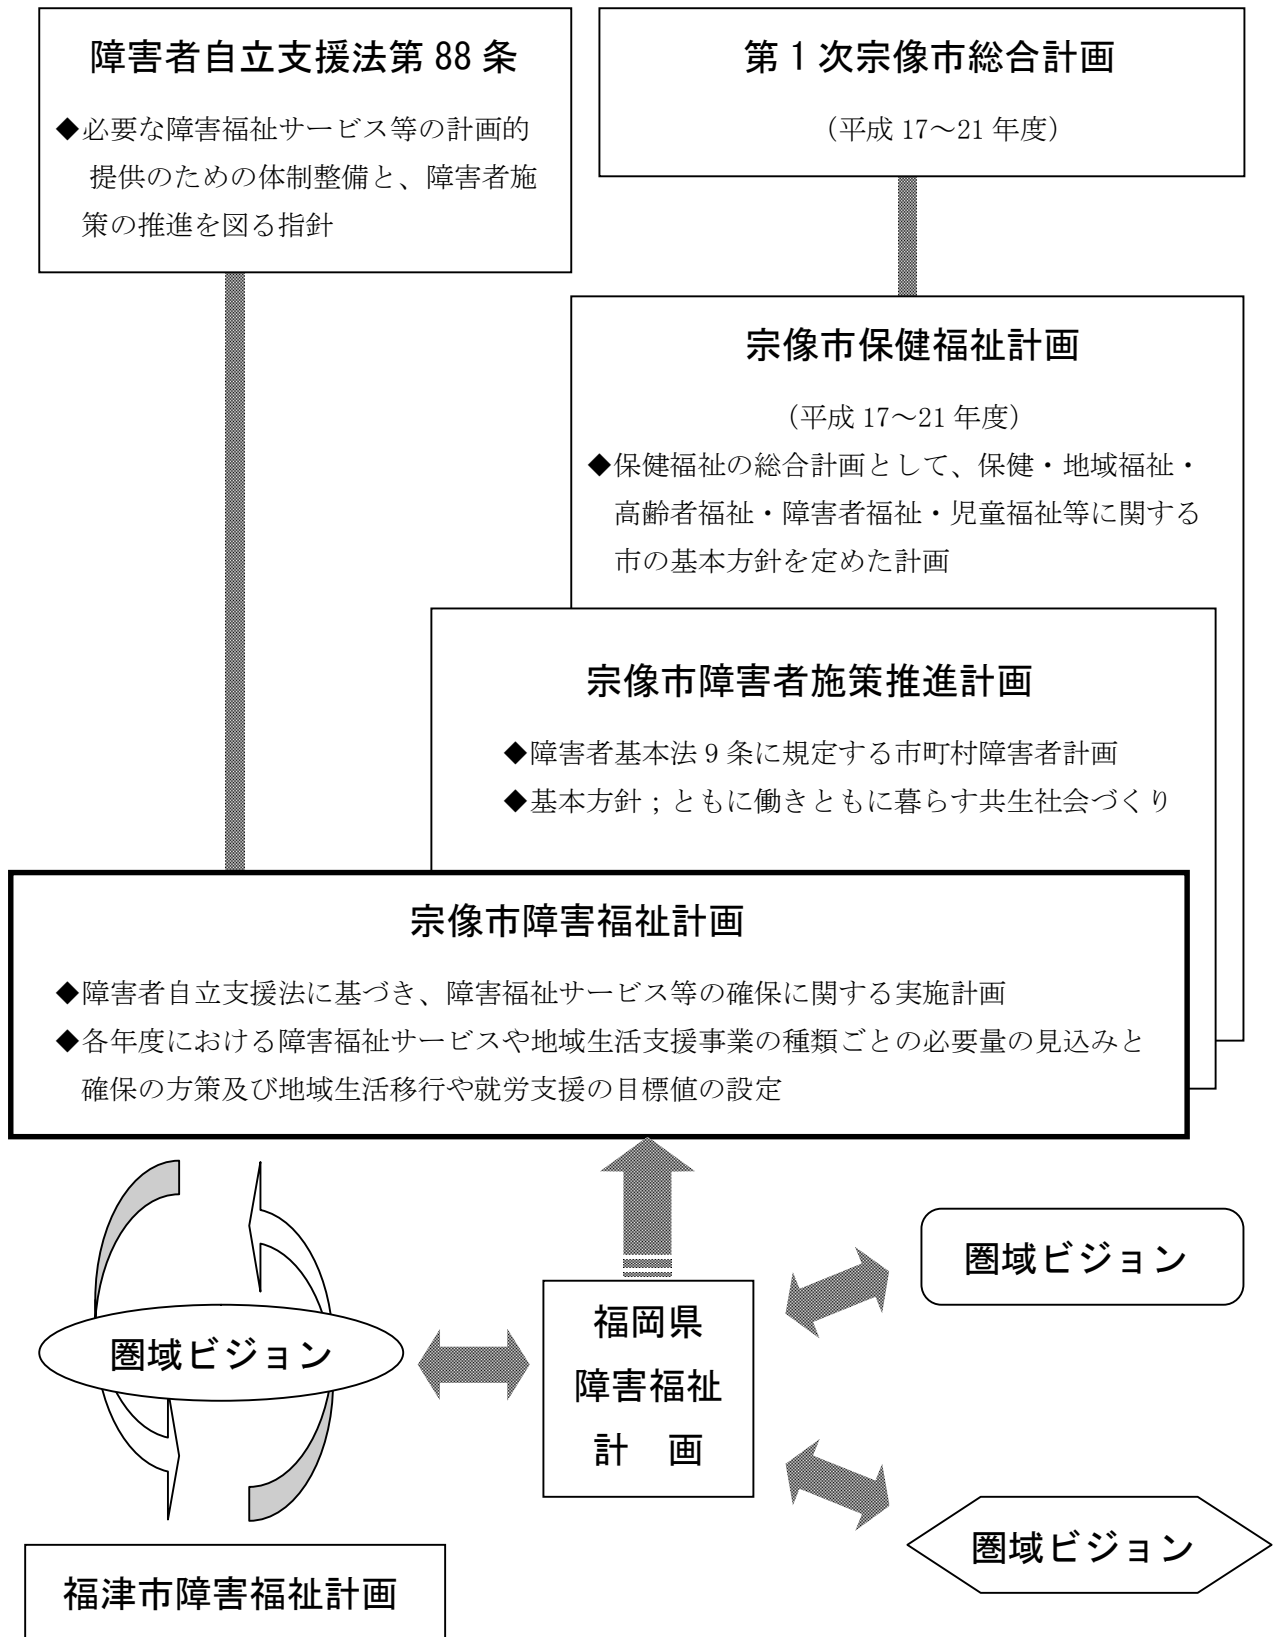 障害者自立支援法第 88 条
◆必要な障害福祉サービス等の計画的
提供のための体制整備と、障害者施
策の推進を図る指針
第１次宗像市総合計画
（平成 17～21 年度）
宗像市保健福祉計画
（平成 17～21 年度）
◆保健福祉の総合計画として、保健・地域福祉・
高齢者福祉・障害者福祉・児童福祉等に関する
市の基本方針を定めた計画
宗像市障害者施策推進計画
◆障害者基本法 9 条に規定する市町村障害者計画
◆基本方針；ともに働きともに暮らす共生社会づくり
宗像市障害福祉計画
◆障害者自立支援法に基づき、障害福祉サービス等の確保に関する実施計画
◆各年度における障害福祉サービスや地域生活支援事業の種類ごとの必要量の見込みと
確保の方策及び地域生活移行や就労支援の目標値の設定
圏域ビジョン
福岡県
障害福祉
計　画
圏域ビジョン
圏域ビジョン
福津市障害福祉計画